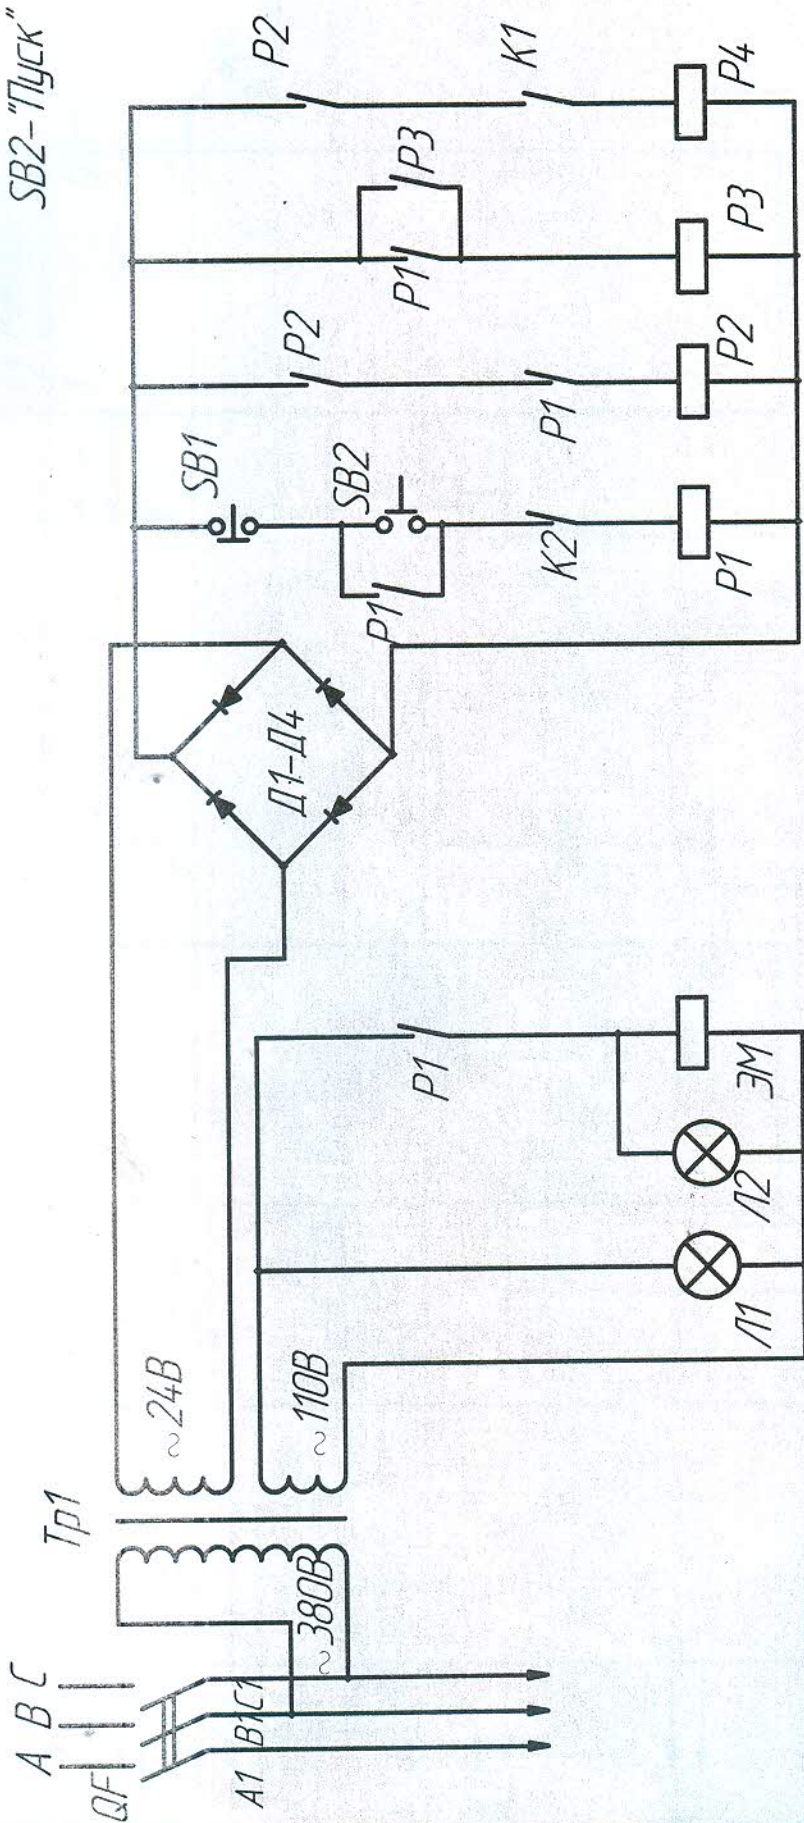 SB2-"Пуск"
A B C
QF
A1 B1 C1
Тр1
~380В
~24В
~110В
Л1
Л2
ЭМ
P1
Д1-Д4
SB1
SB2
P1
K2
P1
P2
P1
P2
P1
P3
P3
P2
K1
P4